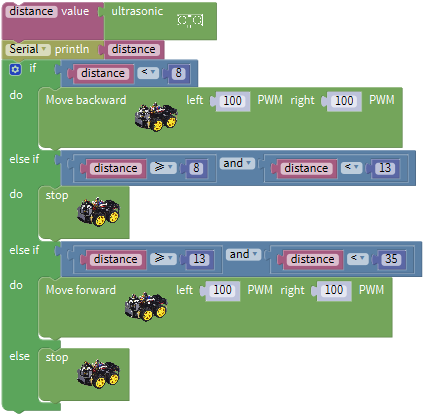 distance value ultrasonic
Serial println distance
if distance < 8
do Move backward left 100 PWM right 100 PWM
else if distance ≥ 8 and distance < 13
do stop
else if distance ≥ 13 and distance < 35
do Move forward left 100 PWM right 100 PWM
else stop